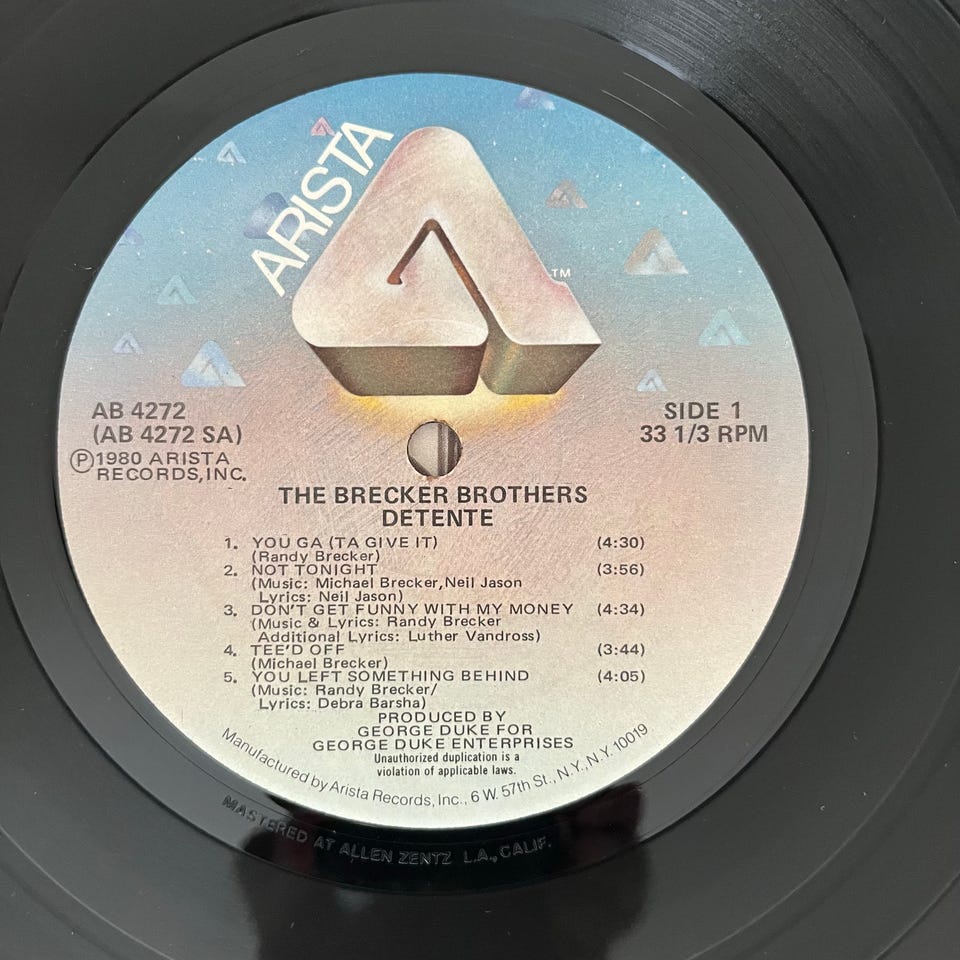 ARISTA
TM
AB 4272
(AB 4272 SA)
Ⓟ1980 ARISTA
RECORDS,INC.
SIDE 1
33 1/3 RPM
THE BRECKER BROTHERS
DETENTE
1. YOU GA (TA GIVE IT) (4:30)
(Randy Brecker)
2. NOT TONIGHT (3:56)
(Music: Michael Brecker,Neil Jason
Lyrics: Neil Jason)
3. DON'T GET FUNNY WITH MY MONEY (4:34)
(Music & Lyrics: Randy Brecker
Additional Lyrics: Luther Vandross)
4. TEE'D OFF (3:44)
(Michael Brecker)
5. YOU LEFT SOMETHING BEHIND (4:05)
(Music: Randy Brecker/
Lyrics: Debra Barsha)
PRODUCED BY
GEORGE DUKE FOR
GEORGE DUKE ENTERPRISES
Unauthorized duplication is a
violation of applicable laws.
Manufactured by Arista Records, Inc., 6 W. 57th St., N.Y., N.Y. 10019
MASTERED AT ALLEN ZENTZ L.A., CALIF.